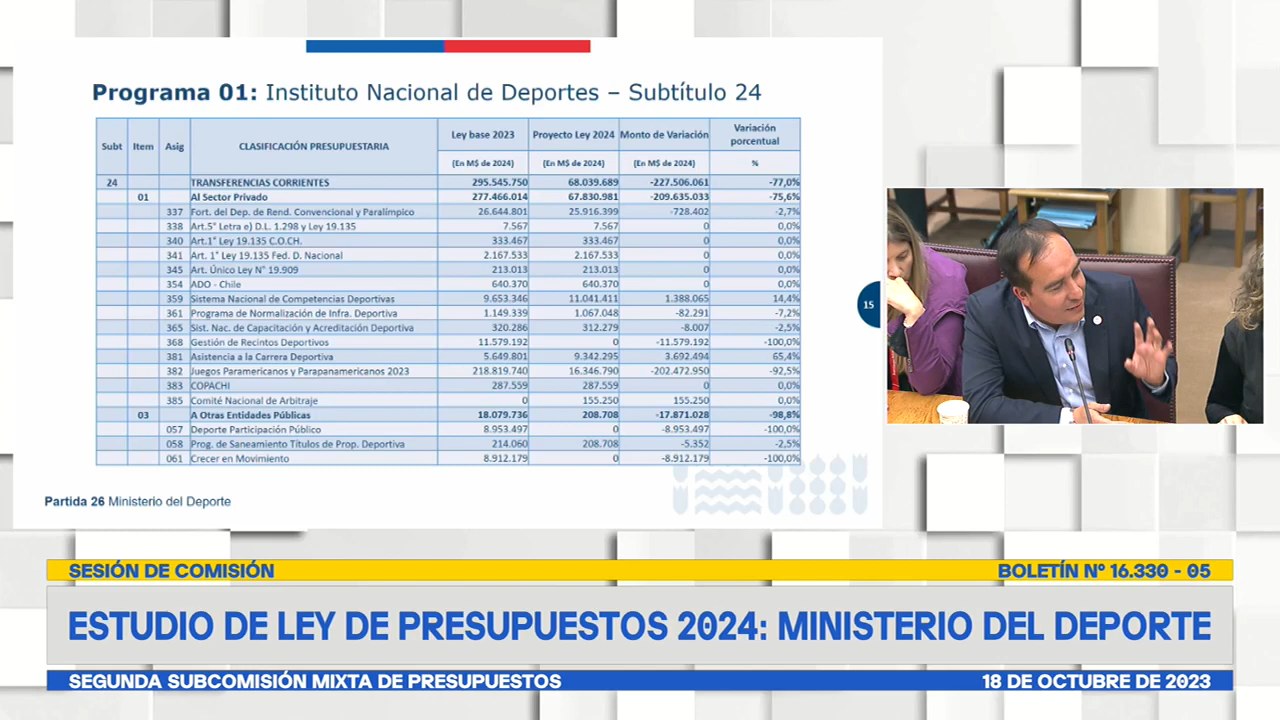 Programa 01: Instituto Nacional de Deportes – Subtítulo 24
Subt Item Asig CLASIFICACIÓN PRESUPUESTARIA Ley base 2023 Proyecto Ley 2024 Monto de Variación Variación porcentual
(En M$ de 2024) (En M$ de 2024) (En M$ de 2024) %
24 TRANSFERENCIAS CORRIENTES 295.545.750 68.039.689 -227.506.061 -77,0%
01 Al Sector Privado 277.466.014 67.830.981 -209.635.033 -75,6%
337 Fort. del Dep. de Rend. Convencional y Paralímpico 26.644.801 25.916.399 -728.402 -2,7%
338 Art.5° Letra e) D.L. 1.298 y Ley 19.135 7.567 7.567 0 0,0%
340 Art.1° Ley 19.135 C.O.CH. 333.467 333.467 0 0,0%
341 Art. 1° Ley 19.135 Fed. D. Nacional 2.167.533 2.167.533 0 0,0%
345 Art. Único Ley N° 19.909 213.013 213.013 0 0,0%
354 ADO - Chile 640.370 640.370 0 0,0%
359 Sistema Nacional de Competencias Deportivas 9.653.346 11.041.411 1.388.065 14,4%
361 Programa de Normalización de Infra. Deportiva 1.149.339 1.067.048 -82.291 -7,2%
365 Sist. Nac. de Capacitación y Acreditación Deportiva 320.286 312.279 -8.007 -2,5%
368 Gestión de Recintos Deportivos 11.579.192 0 -11.579.192 -100,0%
381 Asistencia a la Carrera Deportiva 5.649.801 9.342.295 3.692.494 65,4%
382 Juegos Paramericanos y Parapanamericanos 2023 218.819.740 16.346.790 -202.472.950 -92,5%
383 COPACHI 287.559 287.559 0 0,0%
385 Comité Nacional de Arbitraje 0 155.250 155.250 0,0%
03 A Otras Entidades Públicas 18.079.736 208.708 -17.871.028 -98,8%
057 Deporte Participación Público 8.953.497 0 -8.953.497 -100,0%
058 Prog. de Saneamiento Títulos de Prop. Deportiva 214.060 208.708 -5.352 -2,5%
061 Crecer en Movimiento 8.912.179 0 -8.912.179 -100,0%
15
Partida 26 Ministerio del Deporte
SESIÓN DE COMISIÓN BOLETÍN N° 16.330 - 05
ESTUDIO DE LEY DE PRESUPUESTOS 2024: MINISTERIO DEL DEPORTE
SEGUNDA SUBCOMISIÓN MIXTA DE PRESUPUESTOS 18 DE OCTUBRE DE 2023